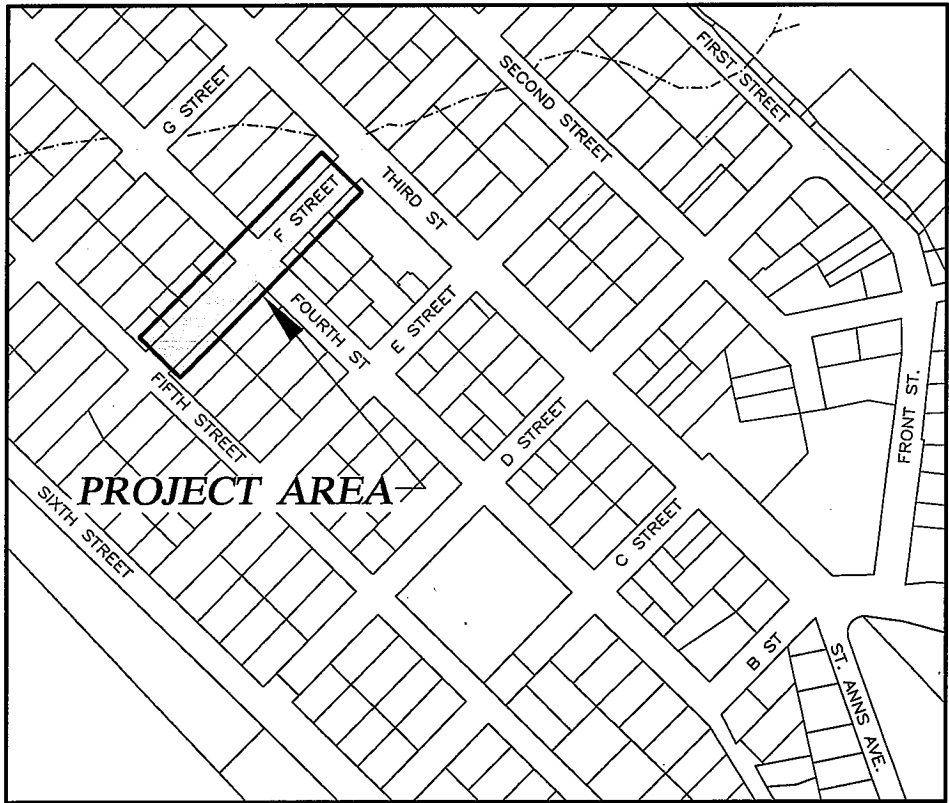 FIRST STREET
SECOND STREET
G STREET
THIRD ST
F STREET
FOURTH ST
E STREET
FIFTH STREET
D STREET
FRONT ST.
PROJECT AREA
SIXTH STREET
C STREET
B ST
ST. ANNS AVE.